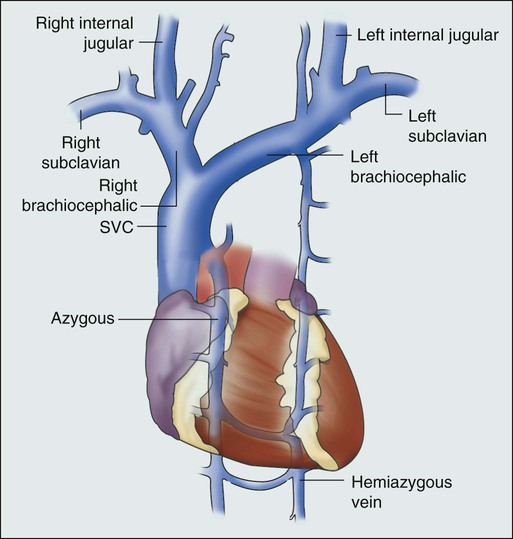 Right internal
jugular
Left internal jugular
Left
subclavian
Right
subclavian
Left
brachiocephalic
Right
brachiocephalic
SVC
Azygous
Hemiazygous
vein